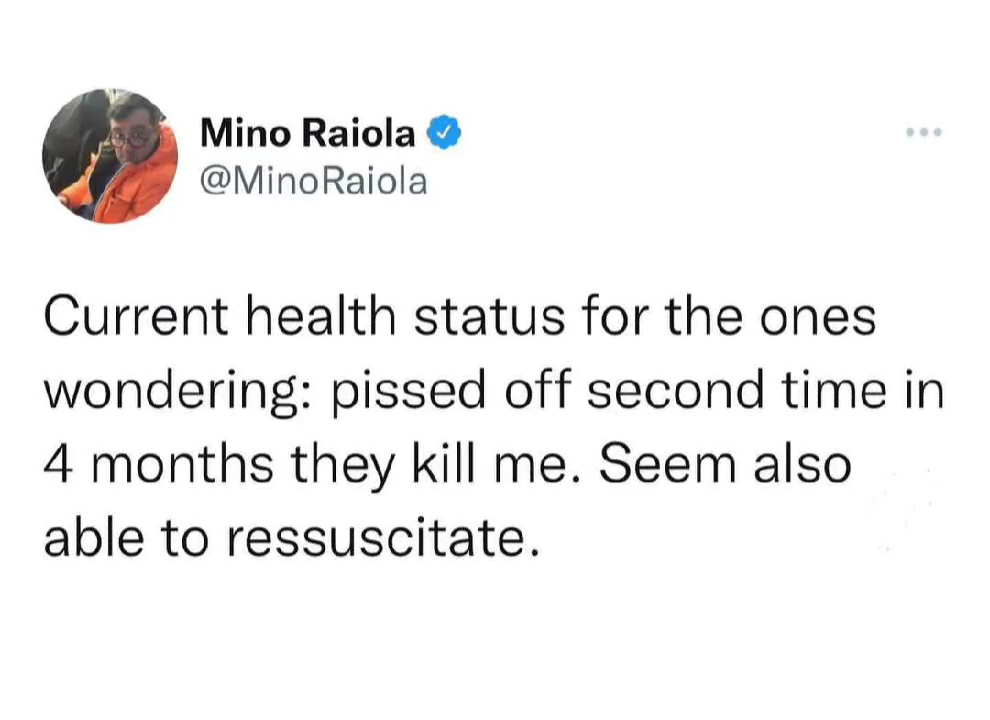 Mino Raiola
@MinoRaiola
Current health status for the ones
wondering: pissed off second time in
4 months they kill me. Seem also
able to ressuscitate.